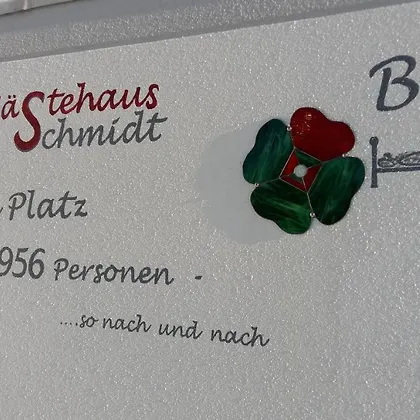 ästehaus
Schmidt
Platz
956 Personen -
....so nach und nach
B